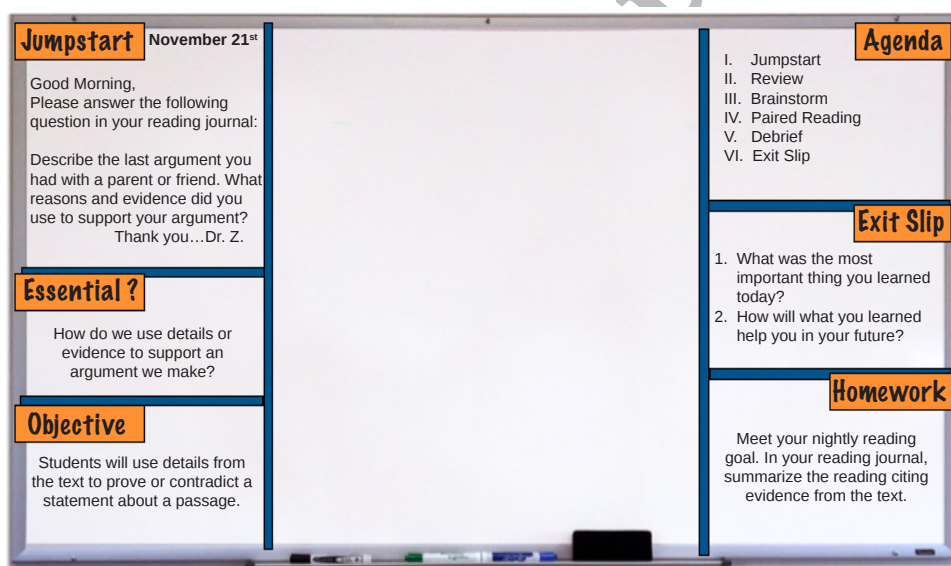 Jumpstart
November 21st
Good Morning,
Please answer the following
question in your reading journal:
Describe the last argument you
had with a parent or friend. What
reasons and evidence did you
use to support your argument?
Thank you…Dr. Z.
Essential ?
How do we use details or
evidence to support an
argument we make?
Objective
Students will use details from
the text to prove or contradict a
statement about a passage.
Agenda
I. Jumpstart
II. Review
III. Brainstorm
IV. Paired Reading
V. Debrief
VI. Exit Slip
Exit Slip
1. What was the most
important thing you learned
today?
2. How will what you learned
help you in your future?
Homework
Meet your nightly reading
goal. In your reading journal,
summarize the reading citing
evidence from the text.